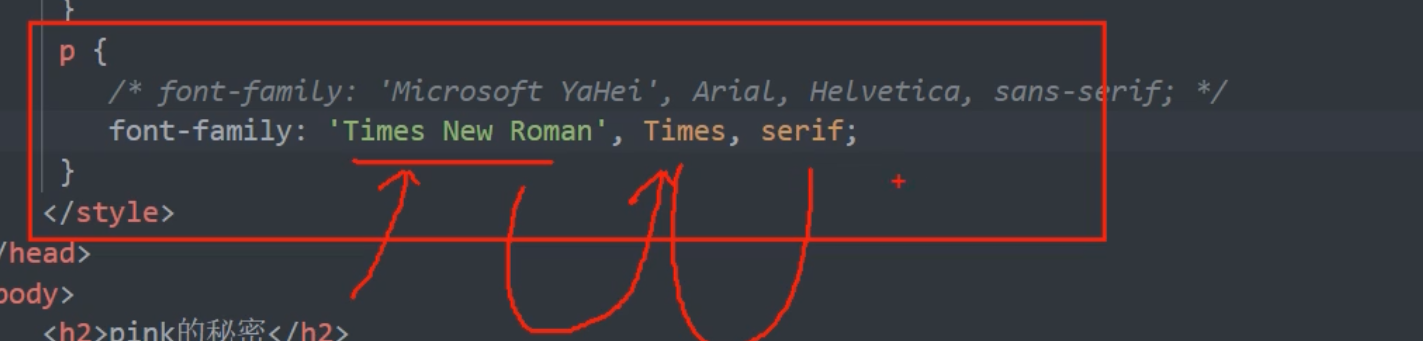 }
p {
/* font-family: 'Microsoft YaHei', Arial, Helvetica, sans-serif; */
font-family: 'Times New Roman', Times, serif;
}
</style>
/head>
body>
<h2>pink的秘密</h2>